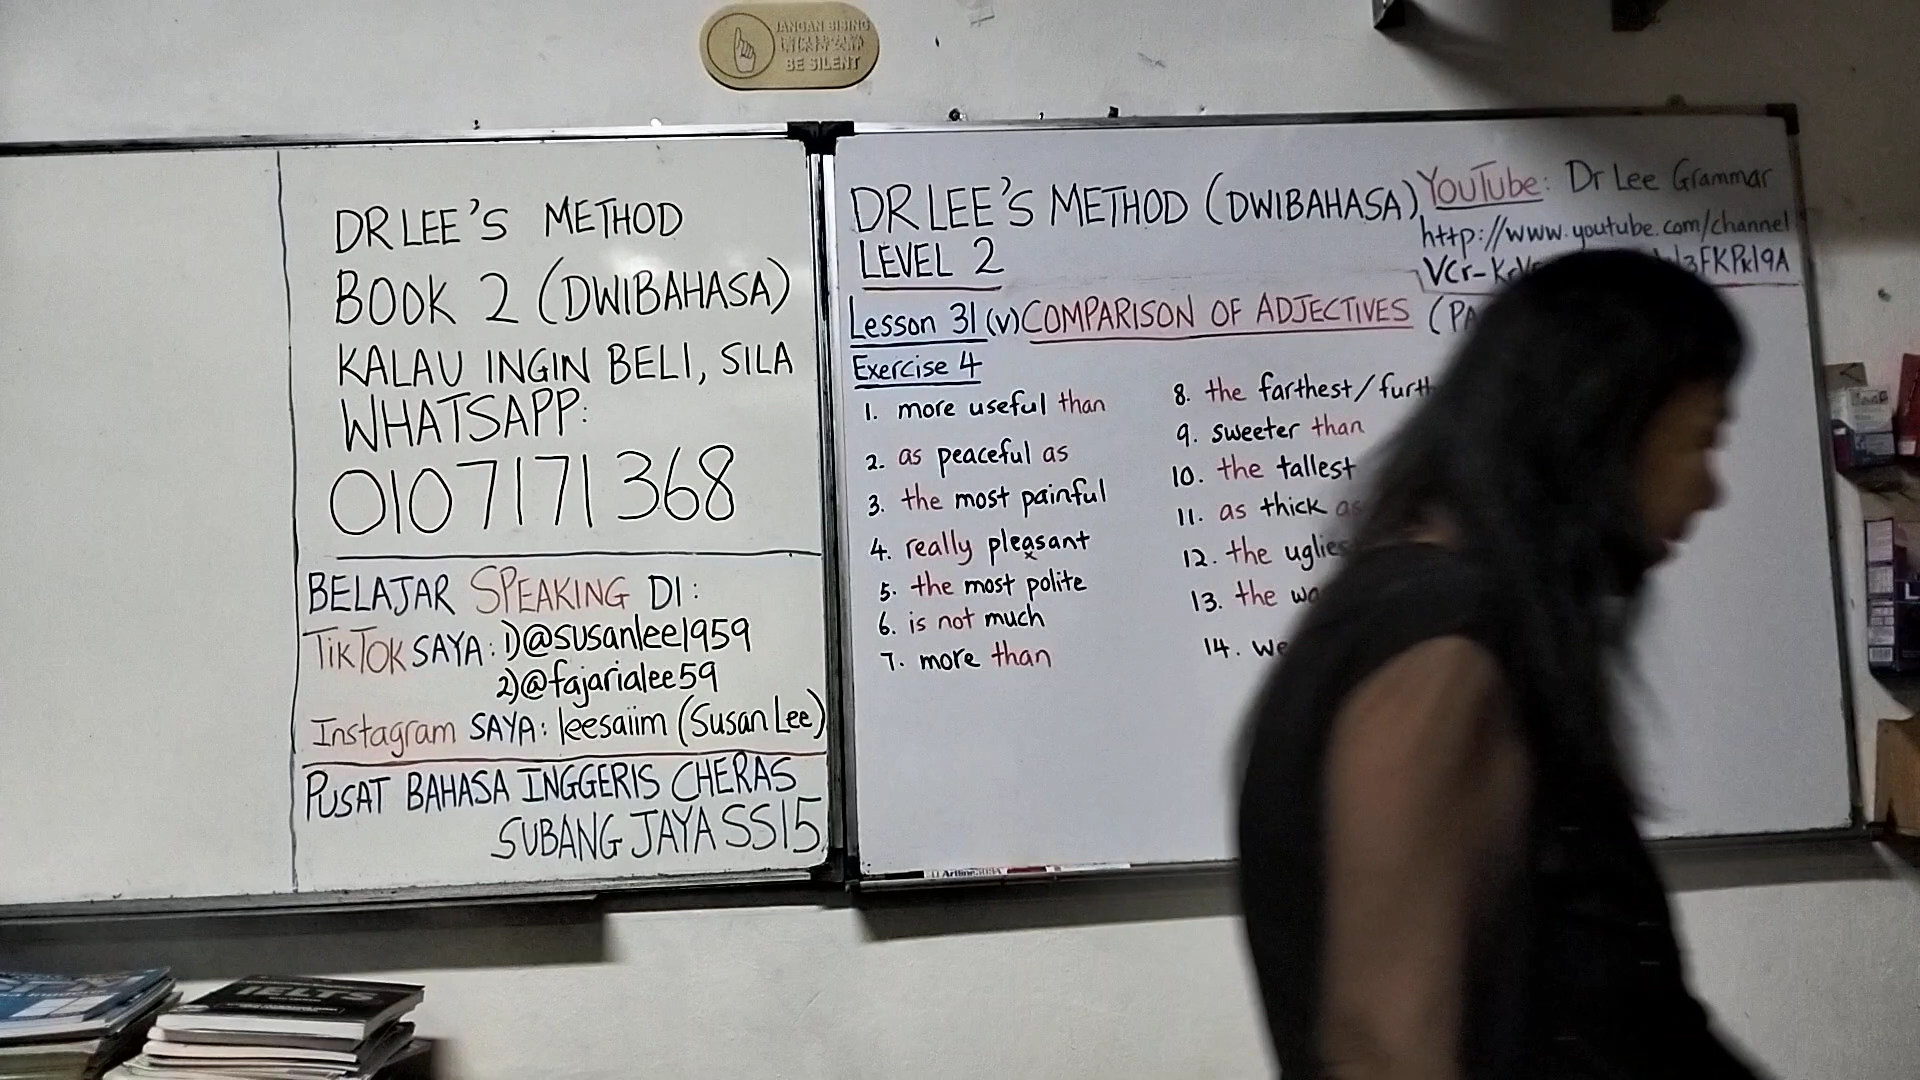 JANGAN BISING
BE SILENT
DR LEE'S METHOD
BOOK 2 (DWIBAHASA)
KALAU INGIN BELI, SILA
WHATSAPP:
0107171368
BELAJAR SPEAKING DI:
TikTok SAYA: 1)@susanlee1959
2)@fajarialee59
Instagram SAYA: leesaiim (Susan Lee)
PUSAT BAHASA INGGERIS CHERAS
SUBANG JAYA SS15
DR LEE'S METHOD (DWIBAHASA)
LEVEL 2
YouTube: Dr Lee Grammar
http://www.youtube.com/channel
Lesson 31 (v) COMPARISON OF ADJECTIVES
Exercise 4
1. more useful than
2. as peaceful as
3. the most painful
4. really pleasant
5. the most polite
6. is not much
7. more than
8. the farthest/
9. sweeter than
10. the tallest
11. as thick as
12. the
13. the
14.
IELTS